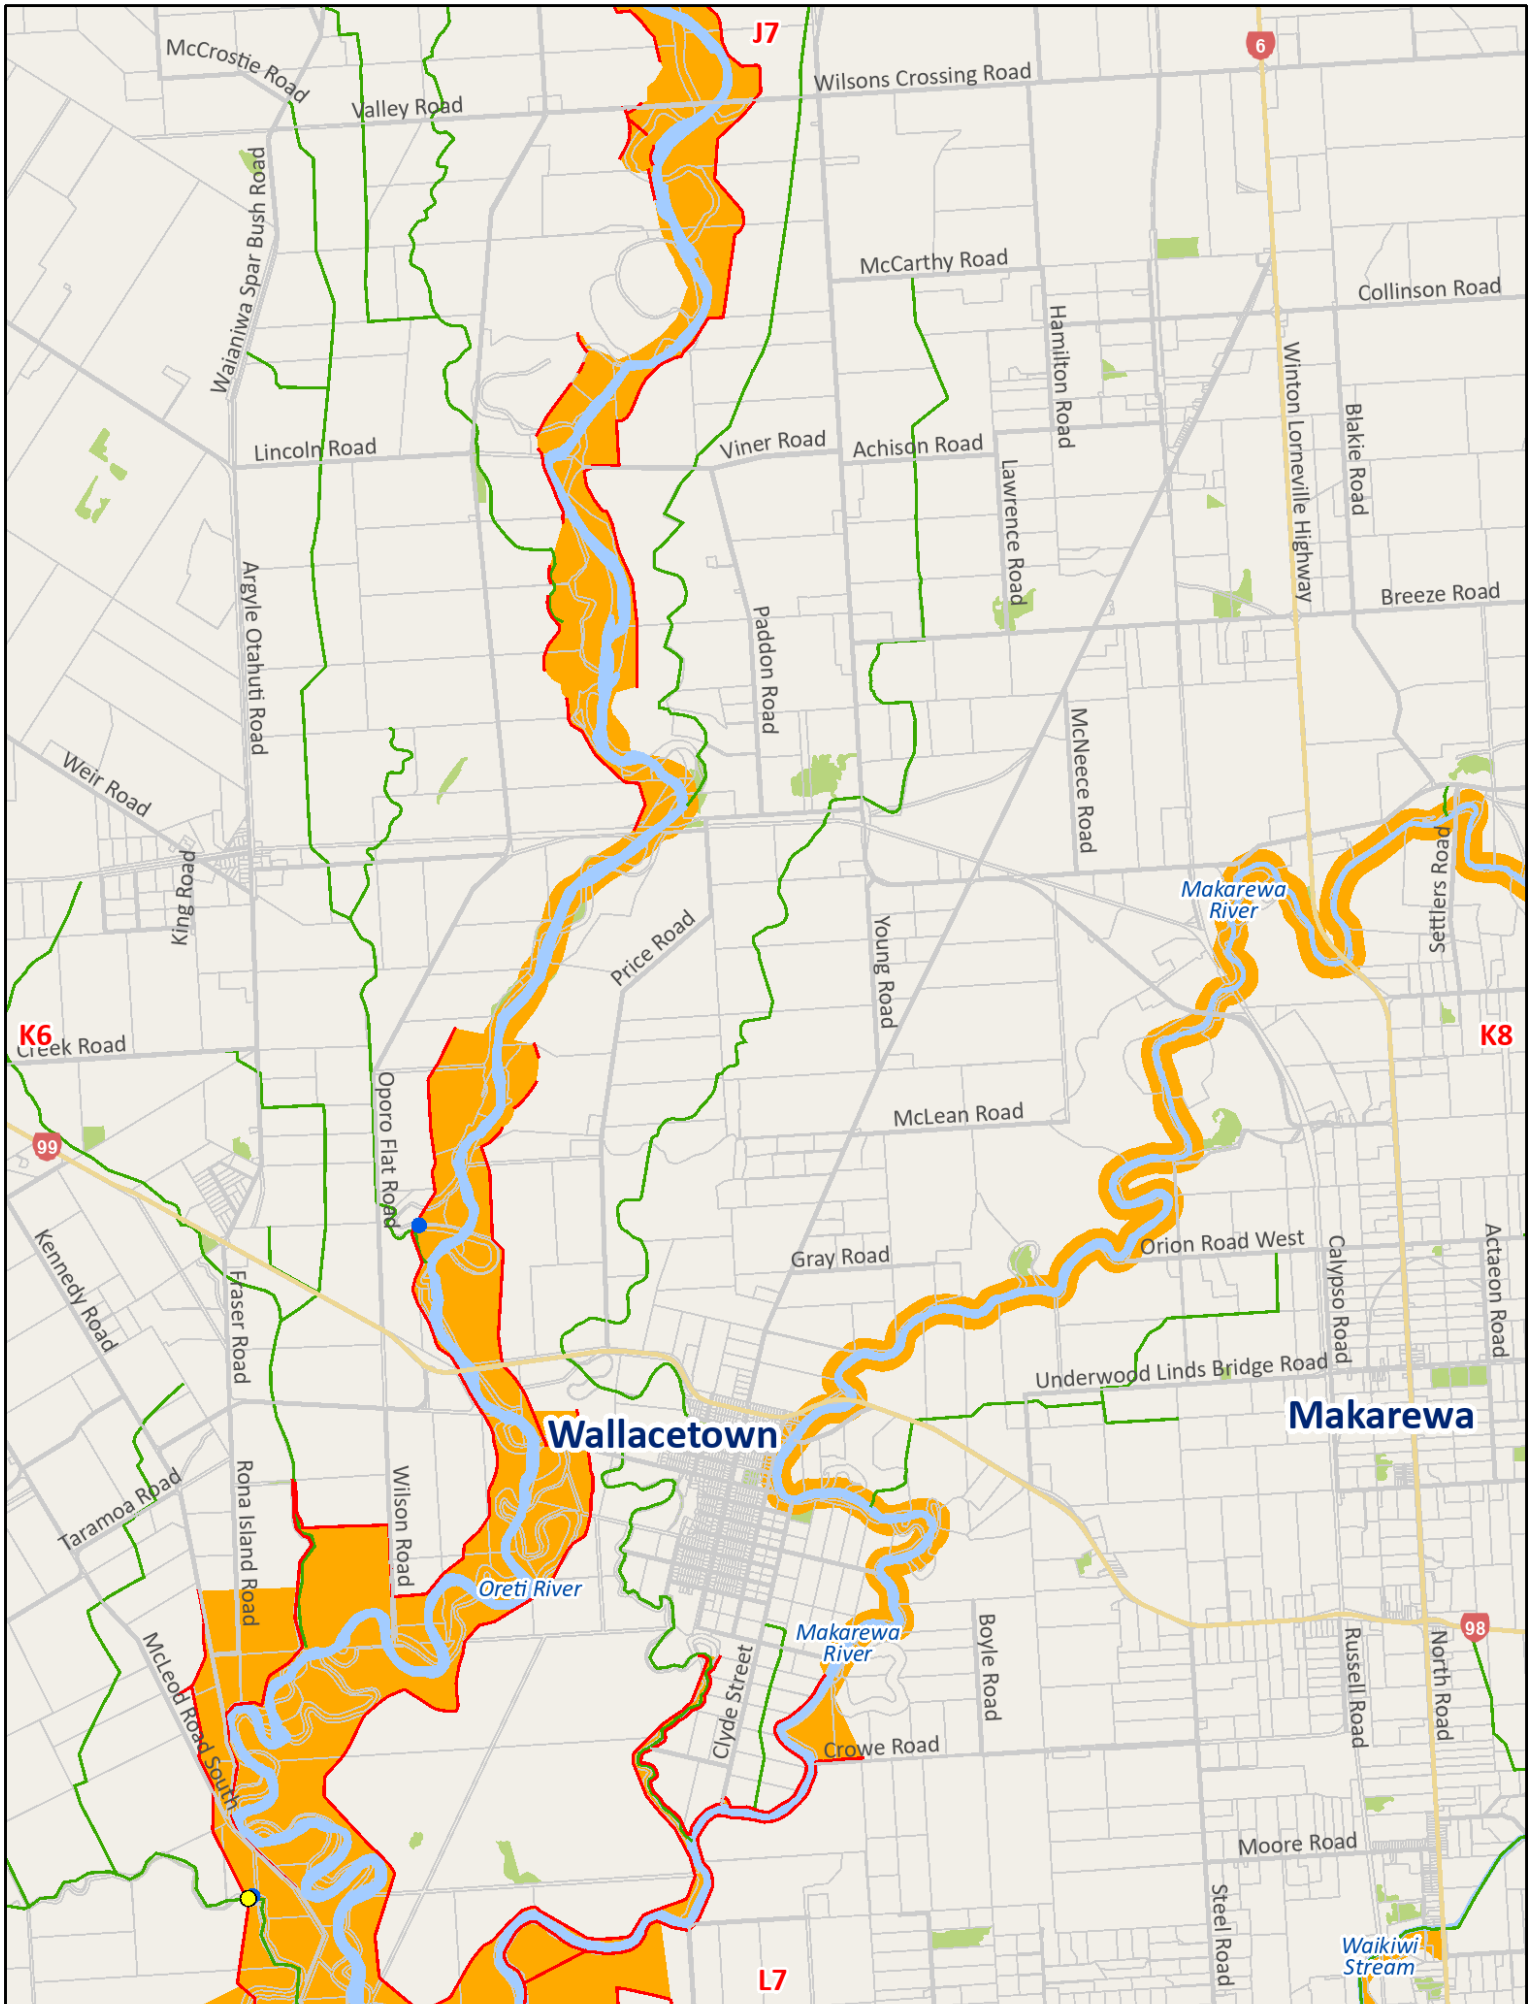 J7
6
McCrostie Road
Wilsons Crossing Road
Valley Road
Waianiwa Spar Bush Road
McCarthy Road
Collinson Road
Hamilton Road
Winton Lorneville Highway
Blakie Road
Lincoln Road
Viner Road
Achison Road
Lawrence Road
Argyle Otahuti Road
Breeze Road
Paddon Road
Weir Road
McNeece Road
King Road
Makarewa
River
Settlers Road
Price Road
Young Road
K6
Creek Road
K8
Oporo Flat Road
McLean Road
99
Kennedy Road
Gray Road
Orion Road West
Calypso Road
Actaeon Road
Fraser Road
Underwood Linds Bridge Road
Wallacetown
Makarewa
Taramoa Road
Rona Island Road
Wilson Road
Oreti River
McLeod Road South
Makarewa
River
Clyde Street
Boyle Road
98
Russell Road
North Road
Crowe Road
Moore Road
Steel Road
Waikiwi
Stream
L7